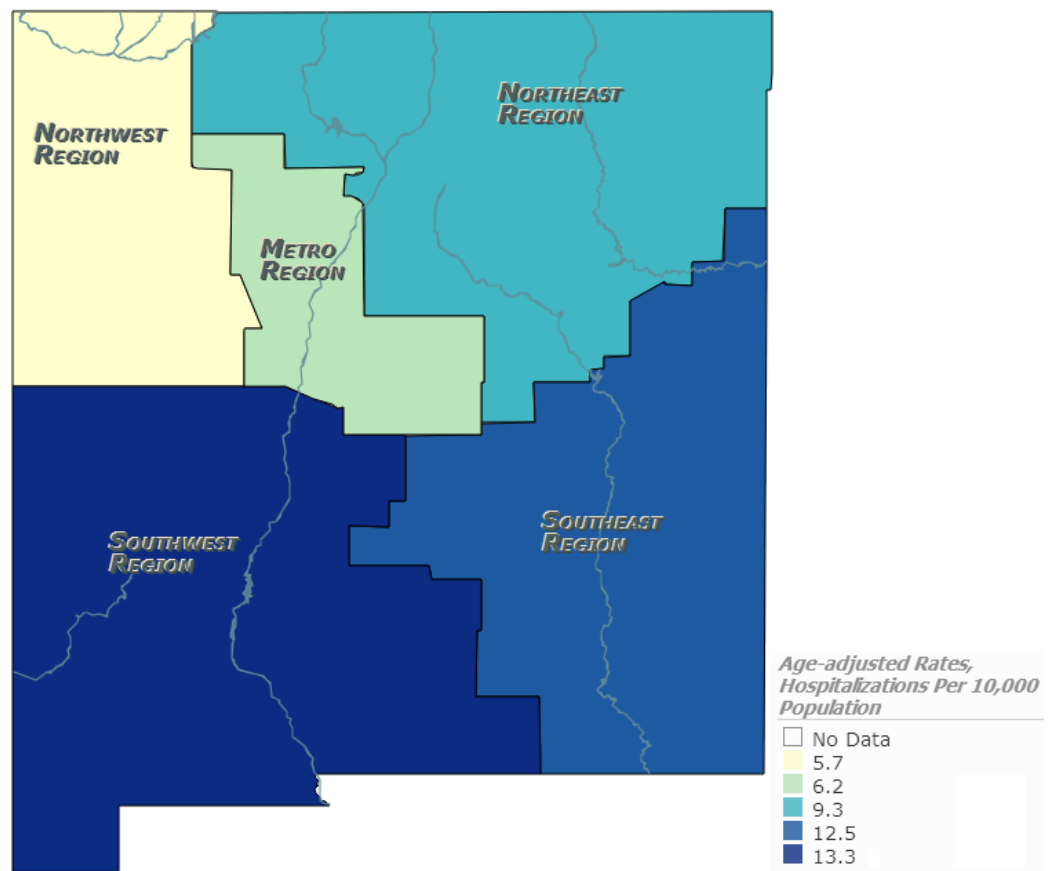 NORTHEAST
REGION
NORTHWEST
REGION
METRO
REGION
SOUTHEAST
REGION
SOUTHWEST
REGION
Age-adjusted Rates,
Hospitalizations Per 10,000
Population
No Data
5.7
6.2
9.3
12.5
13.3